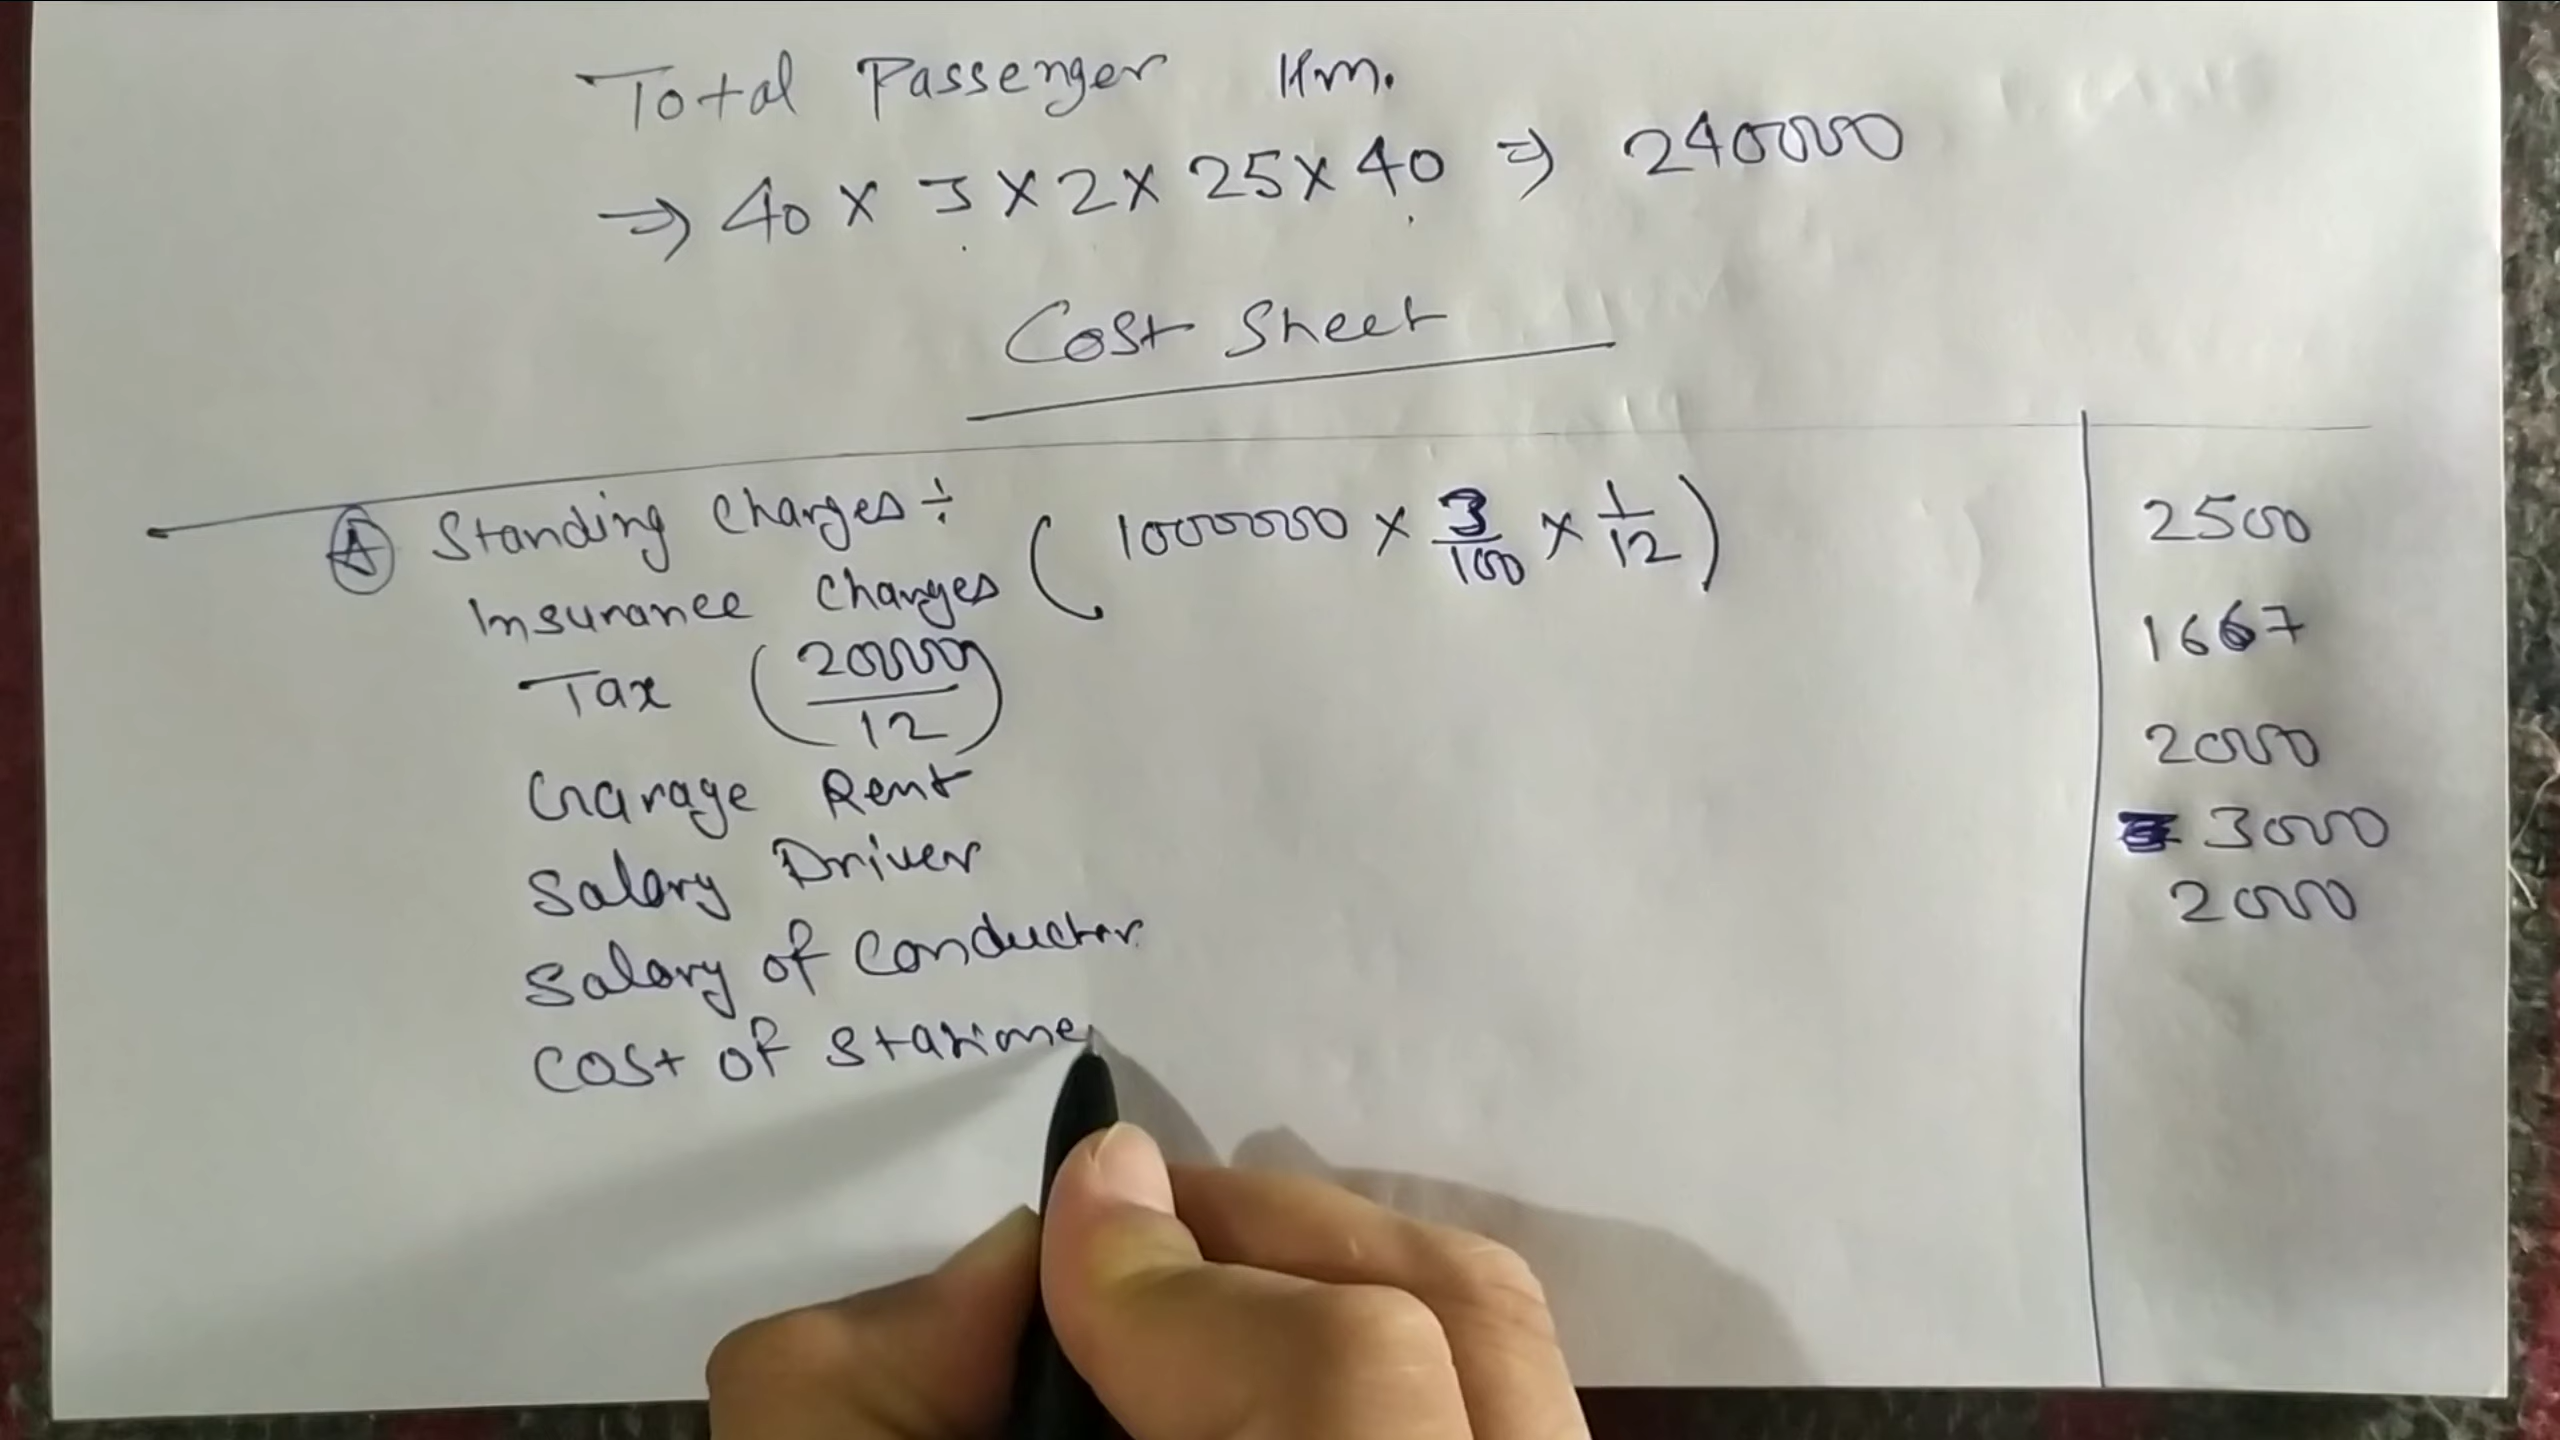 Total Passenger Km.
⇒ 40 × 3 × 2 × 25 × 40 ⇒ 240000
Cost Sheet
(A) Standing Charges ÷
Insurance Charges (1000000 × 3/100 × 1/12) 2500
Tax (20000/12) 1667
Garage Rent 2000
Salary Driver 3000
Salary of Conductor 2000
Cost of Statione